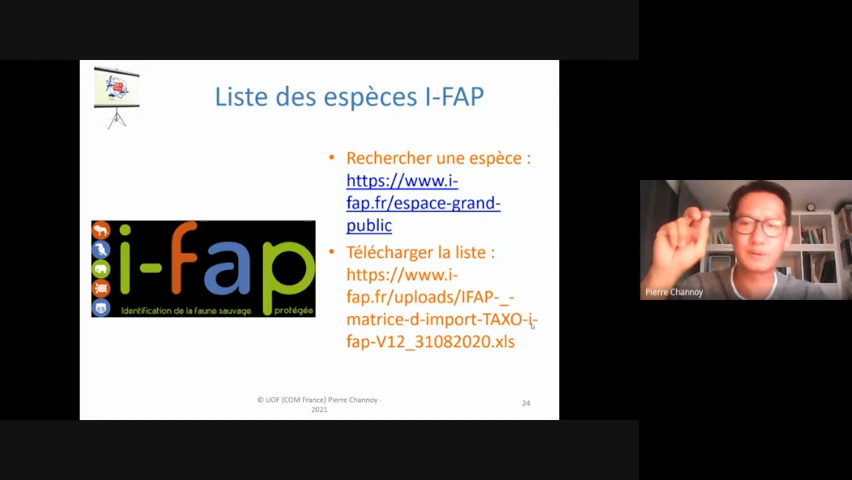 Liste des espèces I-FAP
• Rechercher une espèce :
https://www.i-
fap.fr/espace-grand-
public
• Télécharger la liste :
https://www.i-
fap.fr/uploads/IFAP-_-
matrice-d-import-TAXO-i-
fap-V12_31082020.xls
i-fap
Identification de la faune sauvage protégée
© UOF (COM France) Pierre Channoy -
2021
24
Pierre Channoy